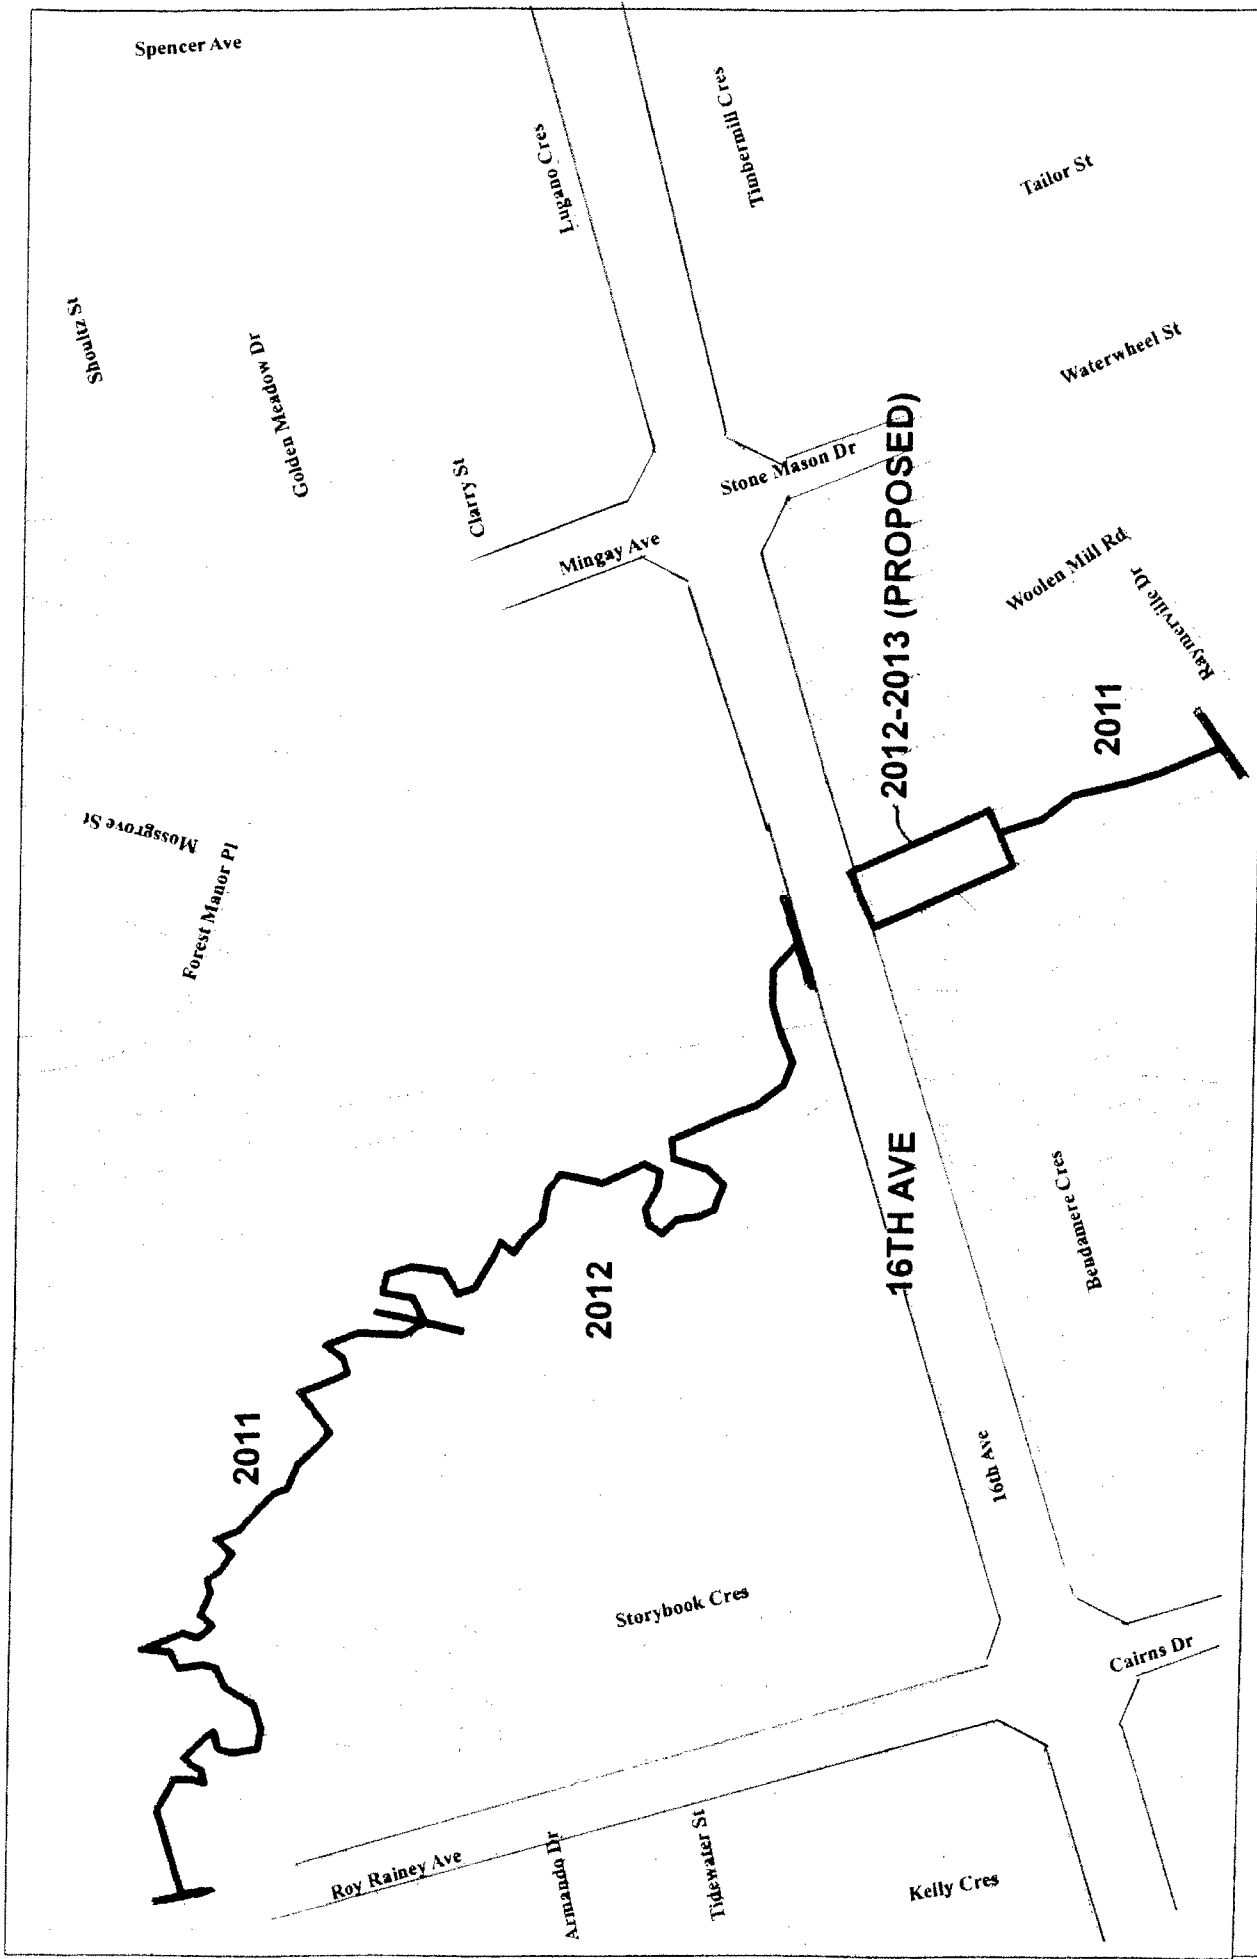 Spencer Ave
Lugano Cres
Timbermill Cres
Tailor St
Shoultz St
Golden Meadow Dr
Waterwheel St
Clarry St
Stone Mason Dr
Mingay Ave
2012-2013 (PROPOSED)
Woolen Mill Rd
Raymerville Dr
2011
Mossgrove St
Forest Manor Pl
16TH AVE
Bendamere Cres
2012
2011
16th Ave
Storybook Cres
Cairns Dr
Roy Rainey Ave
Armando Dr
Tidewater St
Kelly Cres